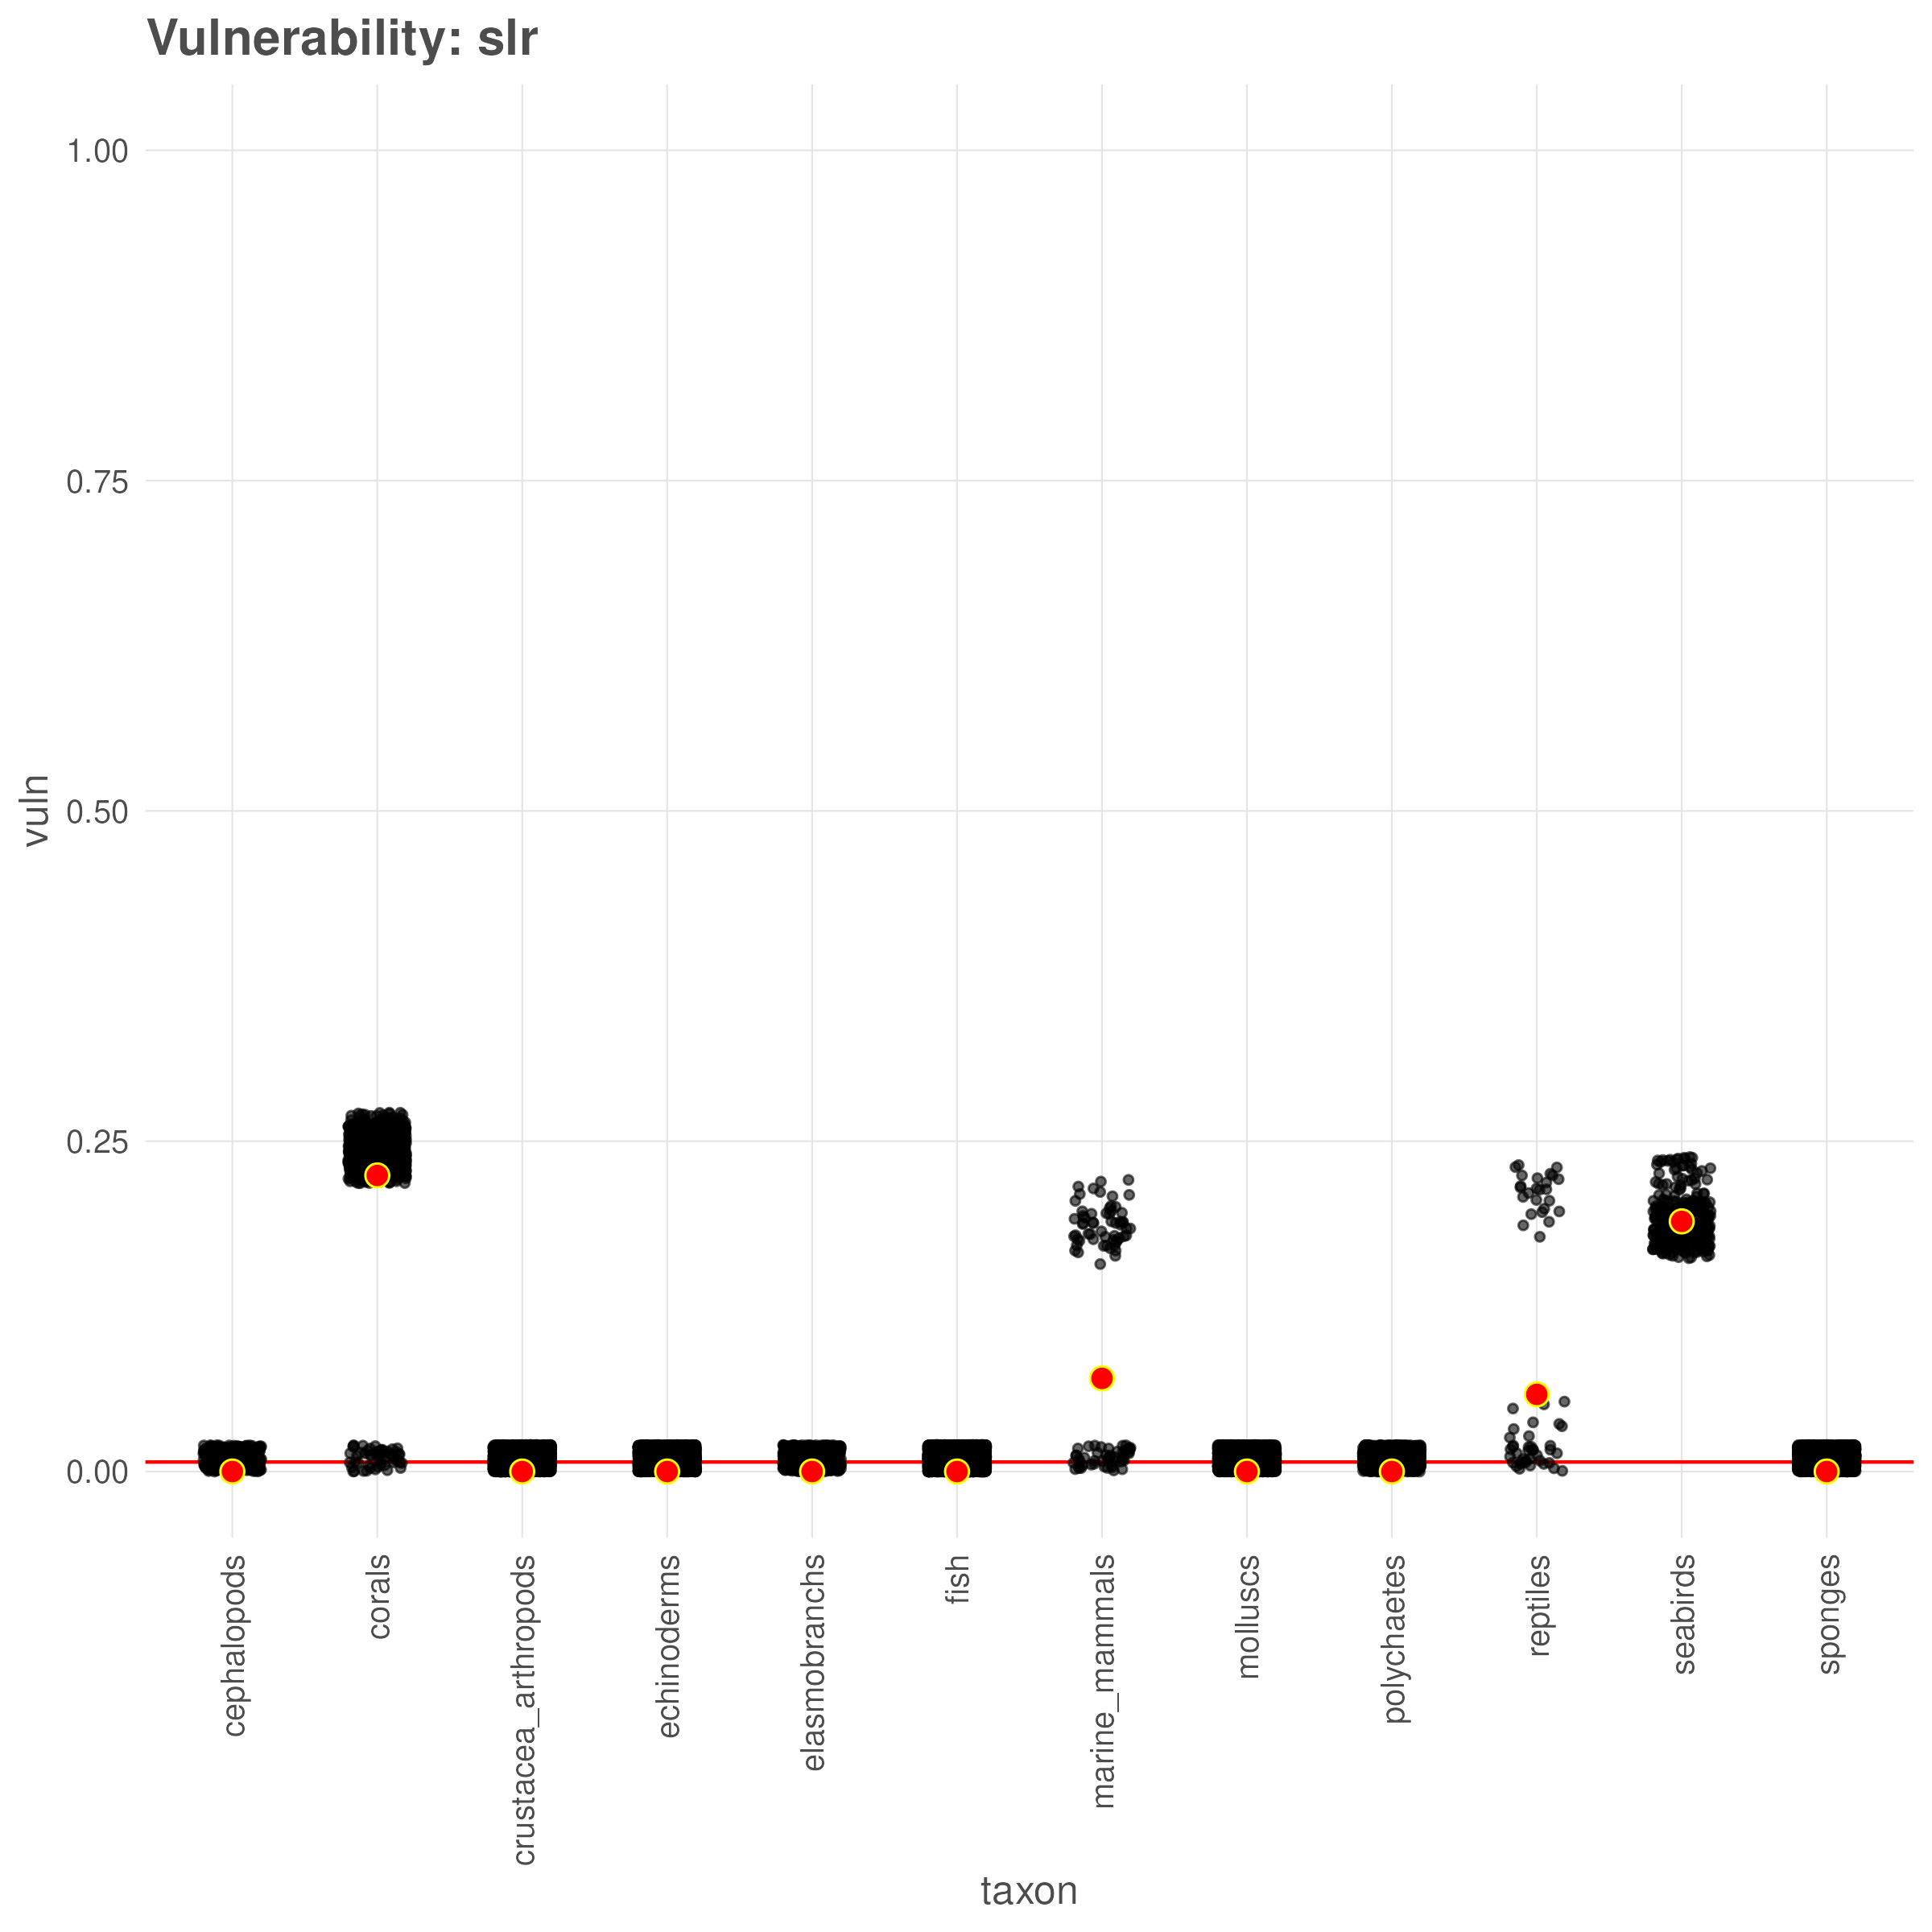 Vulnerability: slr
1.00
0.75
0.50
0.25
0.00
vuln
cephalopods
corals
crustacea_arthropods
echinoderms
elasmobranchs
fish
marine_mammals
molluscs
polychaetes
reptiles
seabirds
sponges
taxon